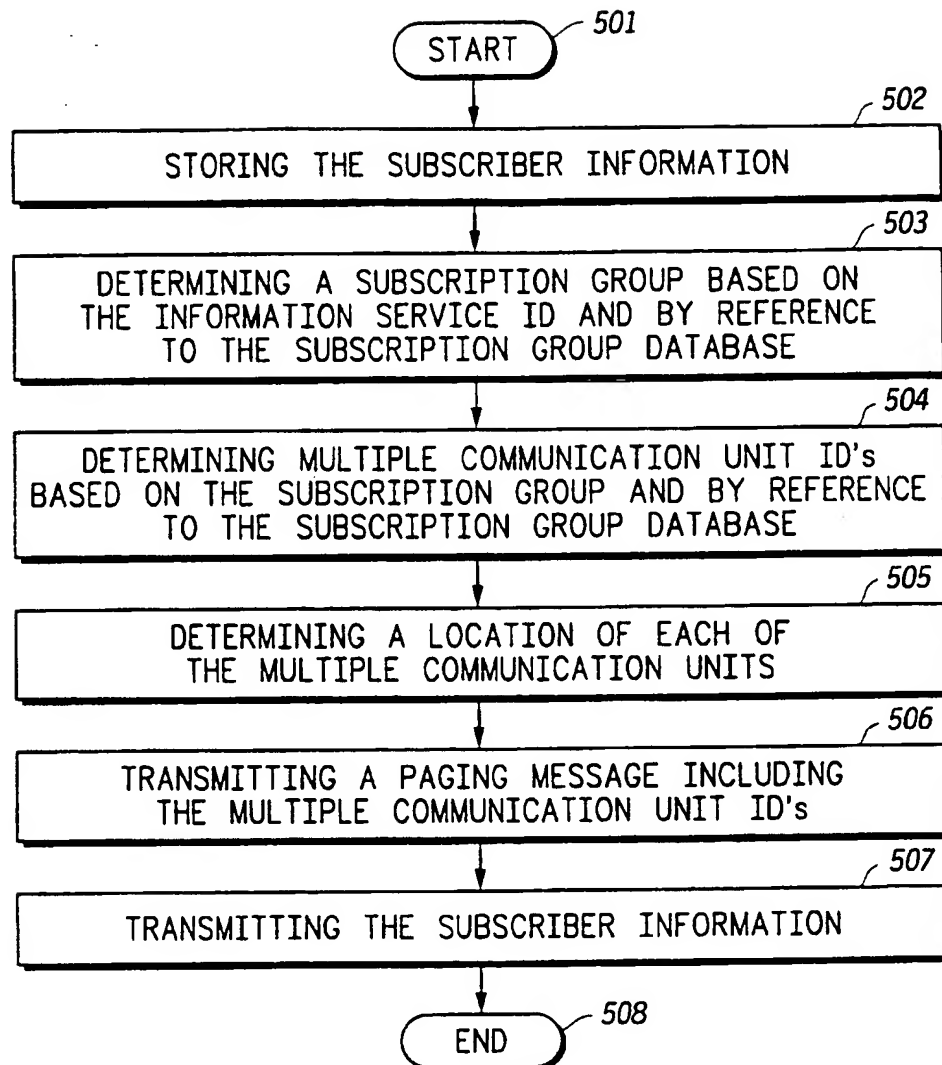 501
START
502
STORING THE SUBSCRIBER INFORMATION
503
DETERMINING A SUBSCRIPTION GROUP BASED ON
THE INFORMATION SERVICE ID AND BY REFERENCE
TO THE SUBSCRIPTION GROUP DATABASE
504
DETERMINING MULTIPLE COMMUNICATION UNIT ID's
BASED ON THE SUBSCRIPTION GROUP AND BY REFERENCE
TO THE SUBSCRIPTION GROUP DATABASE
505
DETERMINING A LOCATION OF EACH OF
THE MULTIPLE COMMUNICATION UNITS
506
TRANSMITTING A PAGING MESSAGE INCLUDING
THE MULTIPLE COMMUNICATION UNIT ID's
507
TRANSMITTING THE SUBSCRIBER INFORMATION
508
END